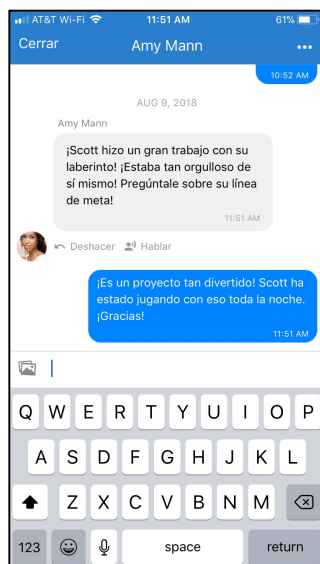 AT&T Wi-Fi 11:51 AM 61%
Cerrar Amy Mann
10:52 AM
AUG 9, 2018
Amy Mann
¡Scott hizo un gran trabajo con su
laberinto! ¡Estaba tan orgulloso de
sí mismo! Pregúntale sobre su línea
de meta!
11:51 AM
Deshacer Hablar
¡Es un proyecto tan divertido! Scott ha
estado jugando con eso toda la noche.
¡Gracias!
11:51 AM
Q W E R T Y U I O P
A S D F G H J K L
Z X C V B N M
123 space return